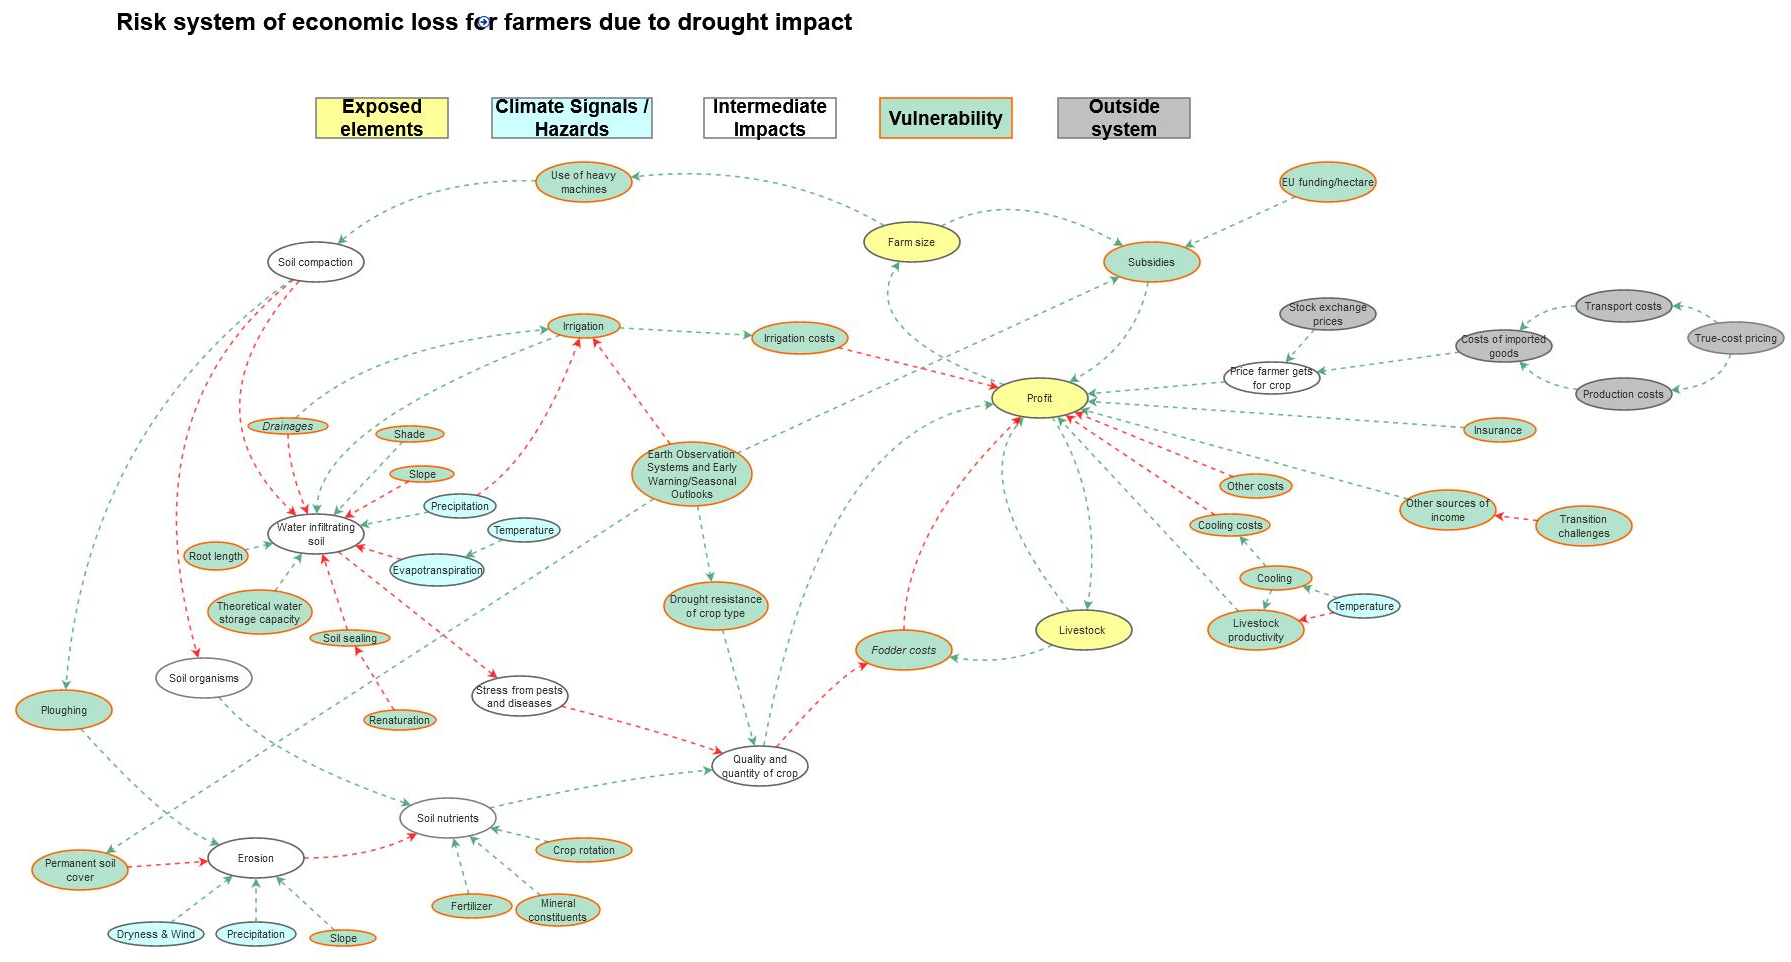 Risk system of economic loss for farmers due to drought impact
Exposed
elements
Climate Signals /
Hazards
Intermediate
Impacts
Vulnerability
Outside
system
Use of heavy
machines
EU funding/hectare
Farm size
Soil compaction
Subsidies
Stock exchange
prices
Transport costs
Irrigation
Irrigation costs
Costs of imported
goods
True-cost pricing
Price farmer gets
for crop
Profit
Production costs
Drainages
Shade
Insurance
Slope
Earth Observation
Systems and Early
Warning/Seasonal
Outlooks
Other costs
Precipitation
Other sources of
income
Water infiltrating
soil
Temperature
Cooling costs
Transition
challenges
Root length
Evapotranspiration
Cooling
Theoretical water
storage capacity
Drought resistance
of crop type
Temperature
Soil sealing
Livestock
Livestock
productivity
Fodder costs
Soil organisms
Stress from pests
and diseases
Ploughing
Renaturation
Quality and
quantity of crop
Soil nutrients
Crop rotation
Erosion
Permanent soil
cover
Fertilizer
Mineral
constituents
Dryness & Wind
Precipitation
Slope